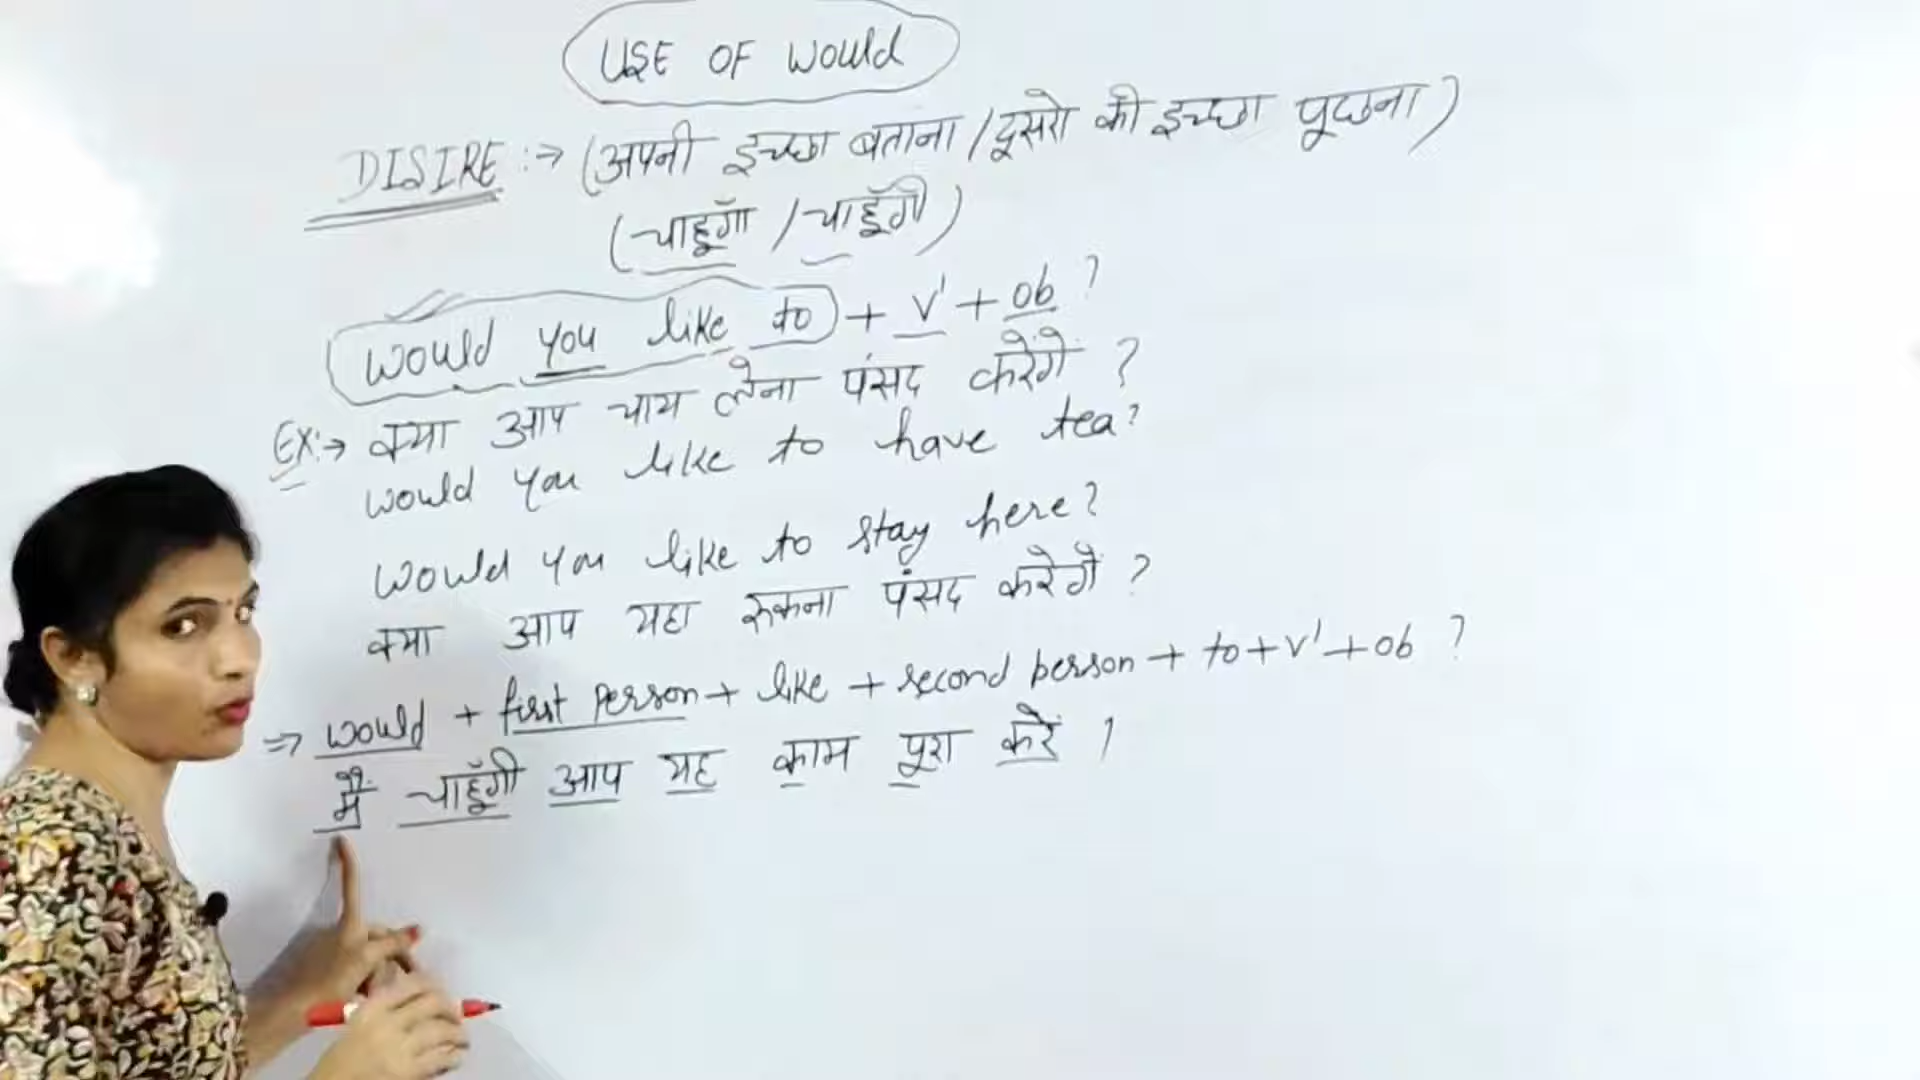 USE OF Would
DISIRE :→ (अपनी इच्छा बताना / दूसरो की इच्छा पूछना)
(चाहूँगा / चाहूँगी)
Would you like to + V¹ + ob ?
EX:→ क्या आप चाय लेना पंसद करेंगें ?
Would you like to have tea?
Would you like to stay here?
क्या आप यहा रुकना पंसद करेगें ?
⇒ would + first person + like + second person + to + V¹ + ob ?
मैं चाहूँगी आप यह काम पूरा करें ?